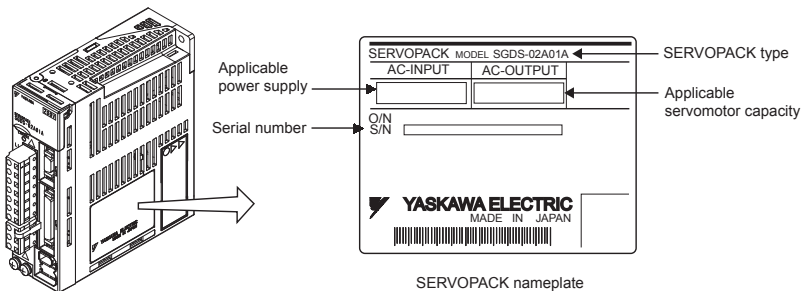 SERVOPACK MODEL SGDS-02A01A
SERVOPACK type
AC-INPUT
AC-OUTPUT
Applicable
power supply
Applicable
servomotor capacity
O/N
S/N
Serial number
YASKAWA ELECTRIC
MADE IN JAPAN
SERVOPACK nameplate